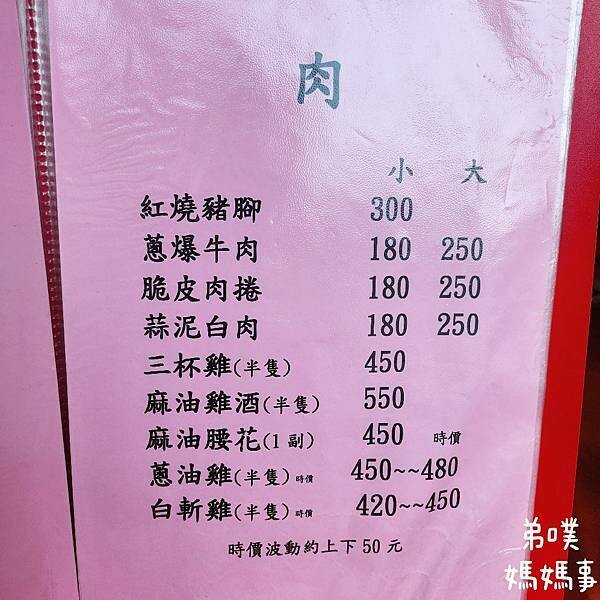 肉
小 大
紅燒豬腳 300
蔥爆牛肉 180 250
脆皮肉捲 180 250
蒜泥白肉 180 250
三杯雞(半隻) 450
麻油雞酒(半隻) 550
麻油腰花(1副) 450 時價
蔥油雞(半隻)時價 450~~480
白斬雞(半隻)時價 420~~450
時價波動約上下50元
弟噗
媽媽事